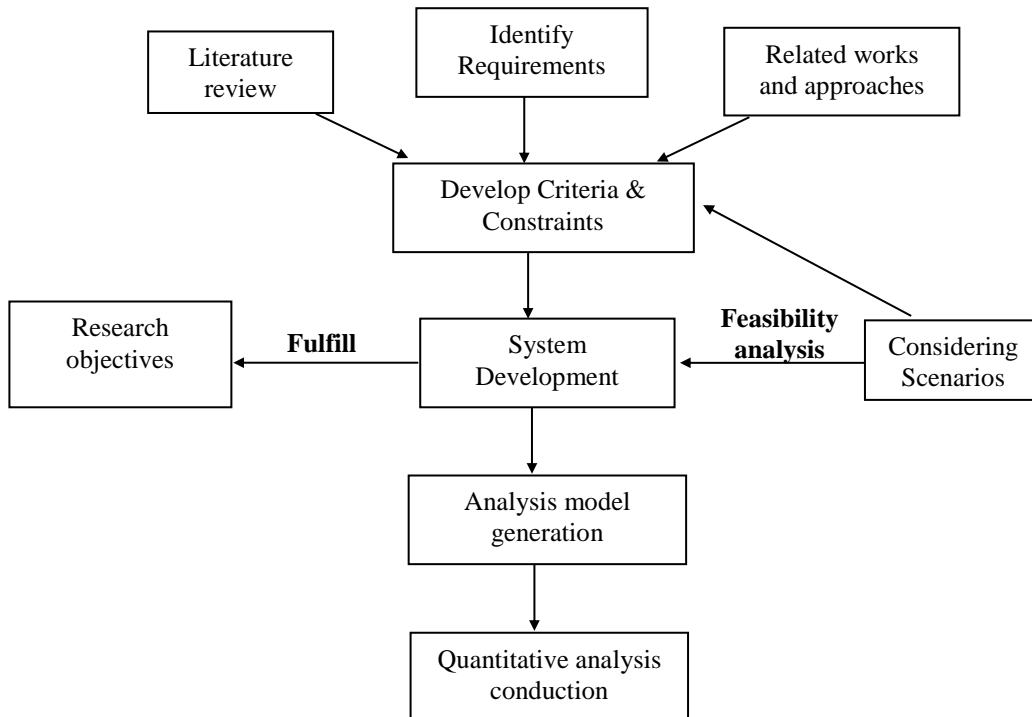 Literature
review
Identify
Requirements
Related works
and approaches
Develop Criteria &
Constraints
Research
objectives
Fulfill
System
Development
Feasibility
analysis
Considering
Scenarios
Analysis model
generation
Quantitative analysis
conduction